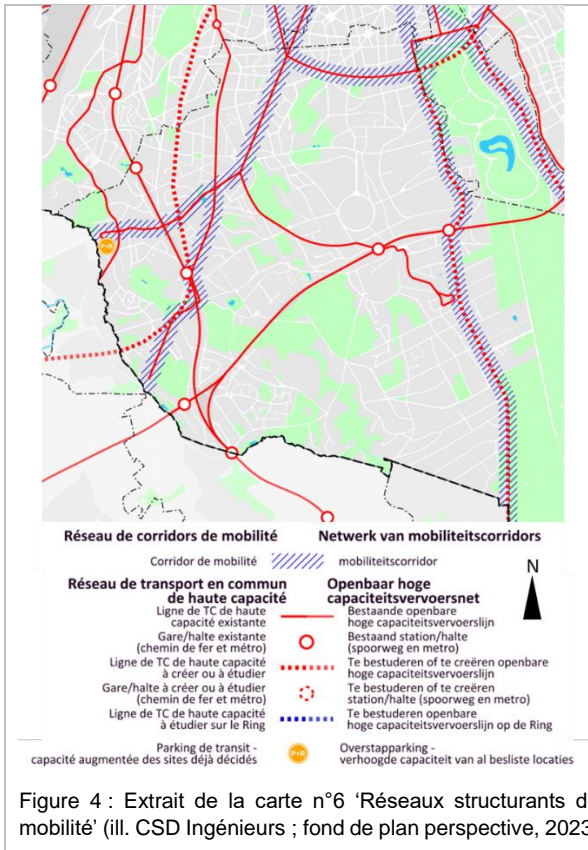 P+R
Réseau de corridors de mobilité Netwerk van mobiliteitscorridors
Corridor de mobilité mobiliteitscorridor
N
Réseau de transport en commun de haute capacité
Openbaar hoge capaciteitsvervoersnet
Ligne de TC de haute capacité existante
Bestaande openbare hoge capaciteitsvervoerslijn
Gare/halte existante (chemin de fer et métro)
Bestaand station/halte (spoorweg en metro)
Ligne de TC de haute capacité à créer ou à étudier
Te bestuderen of te creëren openbare hoge capaciteitsvervoerslijn
Gare/halte à créer ou à étudier (chemin de fer et métro)
Te bestuderen of te creëren station/halte (spoorweg en metro)
Ligne de TC de haute capacité à étudier sur le Ring
Te bestuderen openbare hoge capaciteitsvervoerslijn op de Ring
Parking de transit - capacité augmentée des sites déjà décidés
P+R
Overstapparking - verhoogde capaciteit van al besliste locaties
Figure 4 : Extrait de la carte n°6 ‘Réseaux structurants d
mobilité’ (ill. CSD Ingénieurs ; fond de plan perspective, 2023